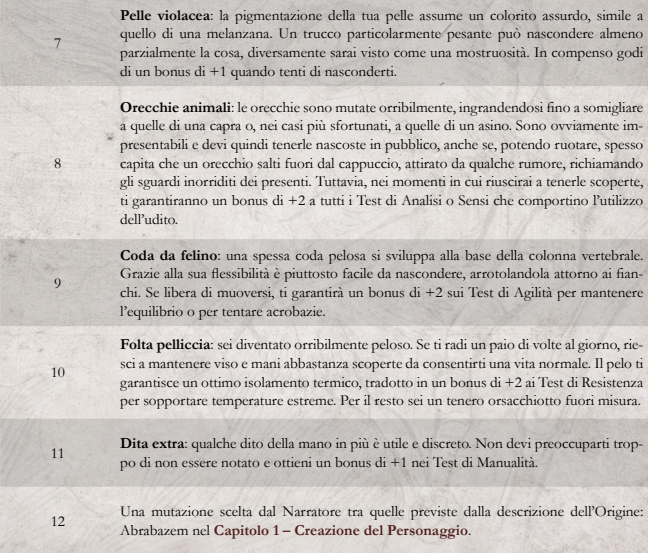 7
Pelle violacea: la pigmentazione della tua pelle assume un colorito assurdo, simile a
quello di una melanzana. Un trucco particolarmente pesante può nascondere almeno
parzialmente la cosa, diversamente sarai visto come una mostruosità. In compenso godi
di un bonus di +1 quando tenti di nasconderti.
8
Orecchie animali: le orecchie sono mutate orribilmente, ingrandendosi fino a somigliare
a quelle di una capra o, nei casi più sfortunati, a quelle di un asino. Sono ovviamente im-
presentabili e devi quindi tenerle nascoste in pubblico, anche se, potendo ruotare, spesso
capita che un orecchio salti fuori dal cappuccio, attirato da qualche rumore, richiamando
gli sguardi inorriditi dei presenti. Tuttavia, nei momenti in cui riuscirai a tenerle scoperte,
ti garantiranno un bonus di +2 a tutti i Test di Analisi o Sensi che comportino l'utilizzo
dell'udito.
9
Coda da felino: una spessa coda pelosa si sviluppa alla base della colonna vertebrale.
Grazie alla sua flessibilità è piuttosto facile da nascondere, arrotolandola attorno ai fian-
chi. Se libera di muoversi, ti garantirà un bonus di +2 sui Test di Agilità per mantenere
l'equilibrio o per tentare acrobazie.
10
Folta pelliccia: sei diventato orribilmente peloso. Se ti radi un paio di volte al giorno, rie-
sci a mantenere viso e mani abbastanza scoperte da consentirti una vita normale. Il pelo ti
garantisce un ottimo isolamento termico, tradotto in un bonus di +2 ai Test di Resistenza
per sopportare temperature estreme. Per il resto sei un tenero orsacchiotto fuori misura.
11
Dita extra: qualche dito della mano in più è utile e discreto. Non devi preoccuparti trop-
po di non essere notato e ottieni un bonus di +1 nei Test di Manualità.
12
Una mutazione scelta dal Narratore tra quelle previste dalla descrizione dell'Origine:
Abrabazem nel Capitolo 1 – Creazione del Personaggio.